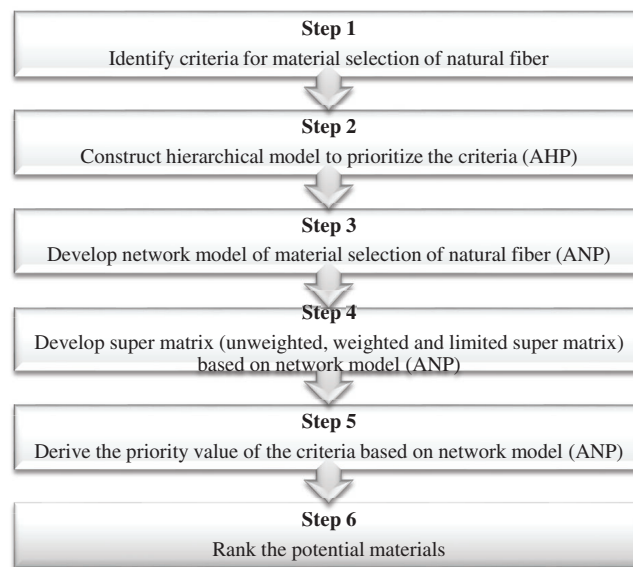 Step 1
Identify criteria for material selection of natural fiber
Step 2
Construct hierarchical model to prioritize the criteria (AHP)
Step 3
Develop network model of material selection of natural fiber (ANP)
Step 4
Develop super matrix (unweighted, weighted and limited super matrix)
based on network model (ANP)
Step 5
Derive the priority value of the criteria based on network model (ANP)
Step 6
Rank the potential materials